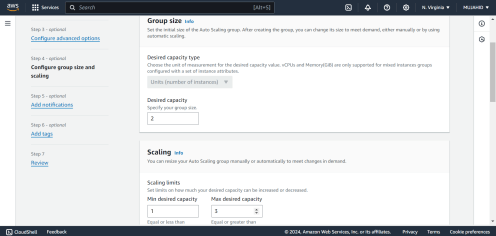 aws
Services
Search
[Alt+S]
N. Virginia
MUJAHID
Step 3 - optional
Configure advanced options
Step 4 - optional
Configure group size and
scaling
Step 5 - optional
Add notifications
Step 6 - optional
Add tags
Step 7
Review
Group size Info
Set the initial size of the Auto Scaling group. After creating the group, you can change its size to meet demand, either manually or by using
automatic scaling.
Desired capacity type
Choose the unit of measurement for the desired capacity value. vCPUs and Memory(GiB) are only supported for mixed instances groups
configured with a set of instance attributes.
Units (number of instances)
Desired capacity
Specify your group size.
2
Scaling Info
You can resize your Auto Scaling group manually or automatically to meet changes in demand.
Scaling limits
Set limits on how much your desired capacity can be increased or decreased.
Min desired capacity
Max desired capacity
1
3
Equal or less than
Equal or greater than
CloudShell
Feedback
© 2024, Amazon Web Services, Inc. or its affiliates.
Privacy
Terms
Cookie preferences